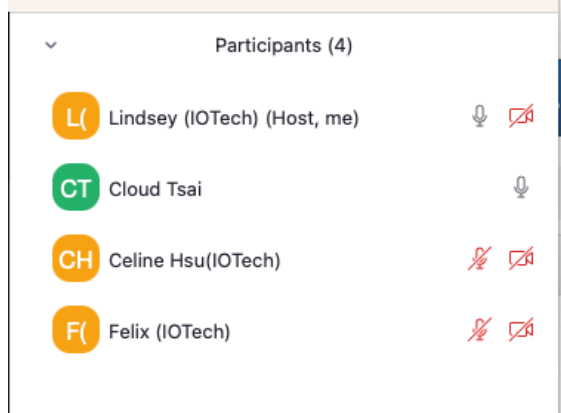 Participants (4)
L( Lindsey (IOTech) (Host, me)
CT Cloud Tsai
CH Celine Hsu(IOTech)
F( Felix (IOTech)